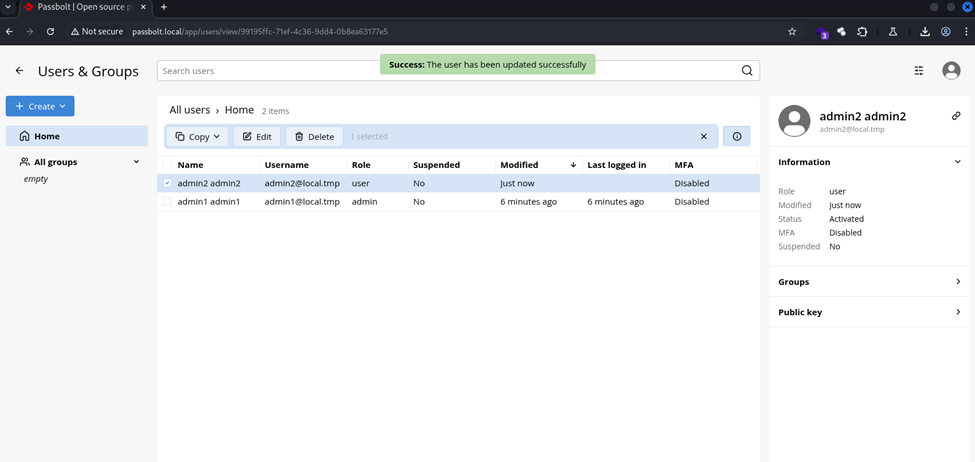 Passbolt | Open source p
Not secure passbolt.local/app/users/view/99195ffc-71ef-4c36-9dd4-0b8ea63177e5
3
Users & Groups
Search users
Success: The user has been updated successfully
Create
Home
All groups
empty
All users › Home 2 items
Copy Edit Delete 1 selected
Name Username Role Suspended Modified Last logged in MFA
admin2 admin2 admin2@local.tmp user No Just now Disabled
admin1 admin1 admin1@local.tmp admin No 6 minutes ago 6 minutes ago Disabled
admin2 admin2
admin2@local.tmp
Information
Role user
Modified Just now
Status Activated
MFA Disabled
Suspended No
Groups
Public key